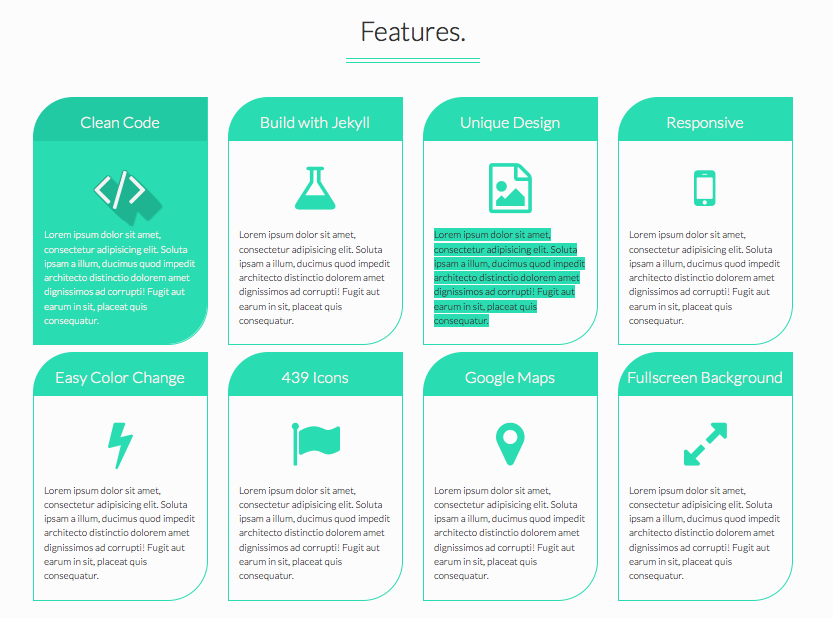 Features.
Clean Code
Lorem ipsum dolor sit amet,
consectetur adipisicing elit. Soluta
ipsam a illum, ducimus quod impedit
architecto distinctio dolorem amet
dignissimos ad corrupti! Fugit aut
earum in sit, placeat quis
consequatur.
Build with Jekyll
Lorem ipsum dolor sit amet,
consectetur adipisicing elit. Soluta
ipsam a illum, ducimus quod impedit
architecto distinctio dolorem amet
dignissimos ad corrupti! Fugit aut
earum in sit, placeat quis
consequatur.
Unique Design
Lorem ipsum dolor sit amet,
consectetur adipisicing elit. Soluta
ipsam a illum, ducimus quod impedit
architecto distinctio dolorem amet
dignissimos ad corrupti! Fugit aut
earum in sit, placeat quis
consequatur.
Responsive
Lorem ipsum dolor sit amet,
consectetur adipisicing elit. Soluta
ipsam a illum, ducimus quod impedit
architecto distinctio dolorem amet
dignissimos ad corrupti! Fugit aut
earum in sit, placeat quis
consequatur.
Easy Color Change
Lorem ipsum dolor sit amet,
consectetur adipisicing elit. Soluta
ipsam a illum, ducimus quod impedit
architecto distinctio dolorem amet
dignissimos ad corrupti! Fugit aut
earum in sit, placeat quis
consequatur.
439 Icons
Lorem ipsum dolor sit amet,
consectetur adipisicing elit. Soluta
ipsam a illum, ducimus quod impedit
architecto distinctio dolorem amet
dignissimos ad corrupti! Fugit aut
earum in sit, placeat quis
consequatur.
Google Maps
Lorem ipsum dolor sit amet,
consectetur adipisicing elit. Soluta
ipsam a illum, ducimus quod impedit
architecto distinctio dolorem amet
dignissimos ad corrupti! Fugit aut
earum in sit, placeat quis
consequatur.
Fullscreen Background
Lorem ipsum dolor sit amet,
consectetur adipisicing elit. Soluta
ipsam a illum, ducimus quod impedit
architecto distinctio dolorem amet
dignissimos ad corrupti! Fugit aut
earum in sit, placeat quis
consequatur.